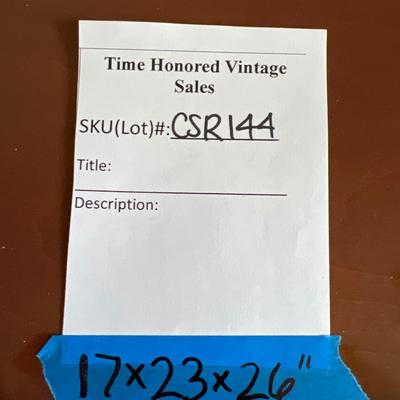 Time Honored Vintage
Sales
SKU(Lot)#: CSR144
Title:
Description:
17x23x26"